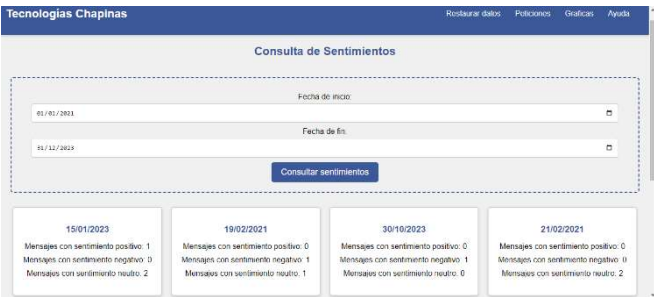 Tecnologias Chapinas
Restaurar datos Peticiones Graficas Ayuda
Consulta de Sentimientos
Fecha de inicio:
01/01/2021
Fecha de fin:
31/12/2023
Consultar sentimientos
15/01/2023
Mensajes con sentimiento positivo: 1
Mensajes con sentimiento negativo: 0
Mensajes con sentimiento neutro: 2
19/02/2021
Mensajes con sentimiento positivo: 0
Mensajes con sentimiento negativo: 1
Mensajes con sentimiento neutro: 1
30/10/2023
Mensajes con sentimiento positivo: 0
Mensajes con sentimiento negativo: 1
Mensajes con sentimiento neutro: 0
21/02/2021
Mensajes con sentimiento positivo: 0
Mensajes con sentimiento negativo: 0
Mensajes con sentimiento neutro: 2